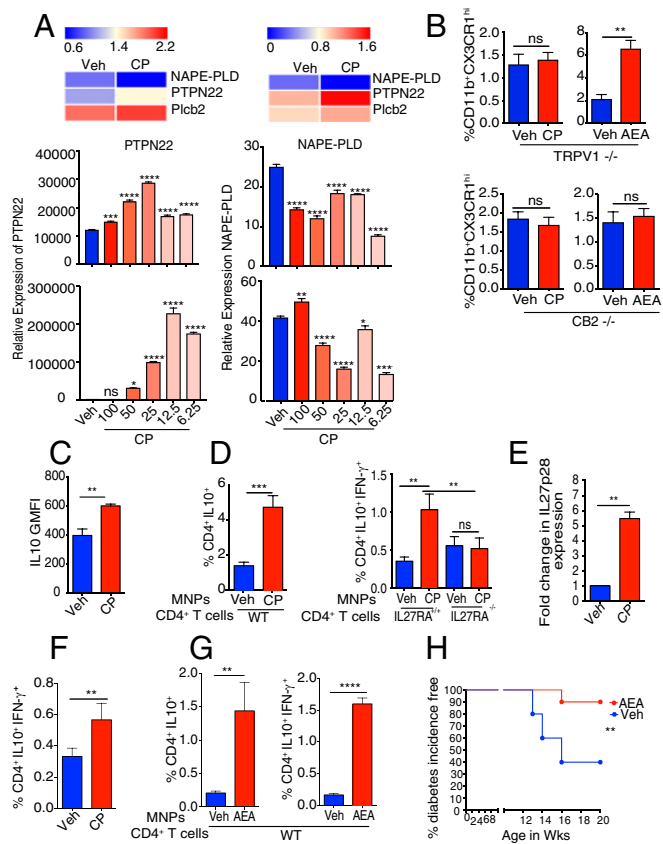 A
0.6 1.4 2.2
Veh CP
NAPE-PLD
PTPN22
Plcb2
0 0.8 1.6
Veh CP
NAPE-PLD
PTPN22
Plcb2
PTPN22
40000
30000
20000
10000
0
*** **** **** **** ****
300000
200000
100000
0
ns * **** **** ****
Relative Expression of PTPN22
Veh 100 50 25 12.5 6.25
CP
NAPE-PLD
30
20
10
0
**** **** **** **** ****
60
40
20
0
** **** **** * ***
Relative Expression NAPE-PLD
Veh 100 50 25 12.5 6.25
CP
B
%CD11b+CX3CR1hi
2.0
1.5
1.0
0.5
0.0
ns
Veh CP
8
6
4
2
0
**
Veh AEA
TRPV1 -/-
%CD11b+CX3CR1hi
2.5
2.0
1.5
1.0
0.5
0.0
ns
Veh CP
2.5
2.0
1.5
1.0
0.5
0.0
ns
Veh AEA
CB2 -/-
C
IL10 GMFI
800
600
400
200
0
**
Veh CP
D
% CD4+ IL10+
6
4
2
0
***
MNPs Veh CP
CD4+ T cells WT
% CD4+ IL10+ IFN-γ+
1.5
1.0
0.5
0.0
** ** ns
MNPs Veh CP Veh CP
CD4+ T cells IL27RA+/+ IL27RA-/-
E
Fold change in IL27p28
expression
8
7
6
5
4
3
2
1
0
**
Veh CP
F
% CD4+ IL10+ IFN-γ+
0.8
0.6
0.4
0.2
0.0
**
Veh CP
G
% CD4+ IL10+
2.0
1.5
1.0
0.5
0.0
**
Veh AEA
% CD4+ IL10+ IFN-γ+
2.0
1.5
1.0
0.5
0.0
****
MNPs Veh AEA
CD4+ T cells WT
H
% diabetes incidence free
100
90
80
70
60
50
40
30
20
10
0
AEA
Veh
**
0 2 4 6 8 12 14 16 18 20
Age in Wks